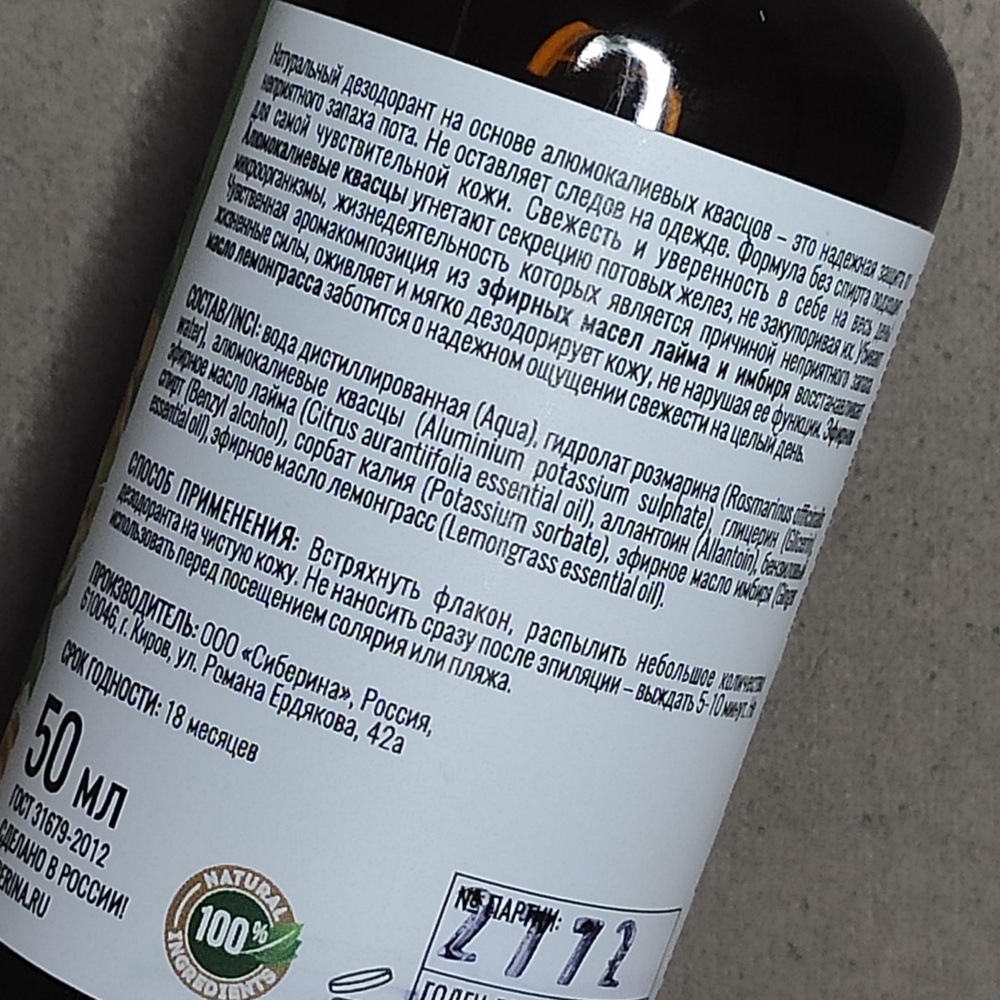 Натуральный дезодорант на основе алюмокалиевых квасцов – это надежная защита от
неприятного запаха пота. Не оставляет следов на одежде. Формула без спирта подходит
для самой чувствительной кожи. Свежесть и уверенность в себе на весь день!
Алюмокалиевые квасцы угнетают секрецию потовых желез, не закупоривая их. Убивают
микроорганизмы, жизнедеятельность которых является причиной неприятного запаха.
Чувственная аромакомпозиция из эфирных масел лайма и имбиря восстанавливает
жизненные силы, оживляет и мягко дезодорирует кожу, не нарушая ее функции. Эфирное
масло лемонграсса заботится о надежном ощущении свежести на целый день.
СОСТАВ/INCI: вода дистиллированная (Aqua), гидролат розмарина (Rosmarinus officinalis
water), алюмокалиевые квасцы (Aluminium potassium sulphate), глицерин (Glicerin),
эфирное масло лайма (Citrus aurantifolia essential oil), аллантоин (Allantoin), бензиловый
спирт (Benzyl alcohol), сорбат калия (Potassium sorbate), эфирное масло имбиря (Ginger
essential oil), эфирное масло лемонграсс (Lemongrass essential oil).
СПОСОБ ПРИМЕНЕНИЯ: Встряхнуть флакон, распылить небольшое количество
дезодоранта на чистую кожу. Не наносить сразу после эпиляции – выждать 5-10 минут. Не
использовать перед посещением солярия или пляжа.
ПРОИЗВОДИТЕЛЬ: ООО «Сиберина», Россия,
610046, г. Киров, ул. Романа Ердякова, 42а
СРОК ГОДНОСТИ: 18 месяцев
50 мл
ГОСТ 31679-2012
СДЕЛАНО В РОССИИ!
ERINA.RU
NATURAL
100%
INGREDIENTS
№ ПАРТИИ:
2772